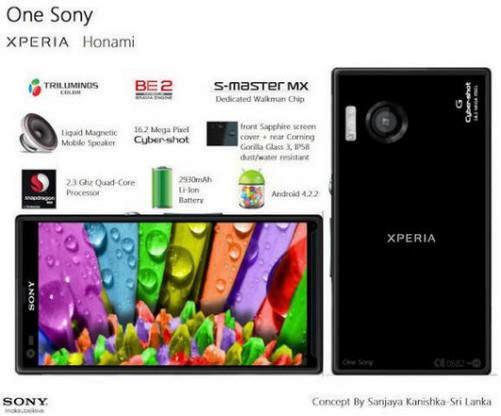 One Sony
XPERIA Honami
TRILUMINOS
COLOR
BE2
BRAVIA ENGINE
S-MASTER MX
Dedicated Walkman Chip
Liquid Magnetic
Mobile Speaker
16.2 Mega Pixel
Cyber-shot
front Sapphire screen
cover + rear Corning
Gorilla Glass 3, IP58
dust/water resistant
snapdragon
2.3 Ghz Quad-Core
Processor
2930mAh
Li-Ion
Battery
Android 4.2.2
SONY
G
Cyber-shot
16.2 MEGA PIXEL
XPERIA
One Sony
0682
SONY
make.believe
Concept By Sanjaya Kanishka-Sri Lanka